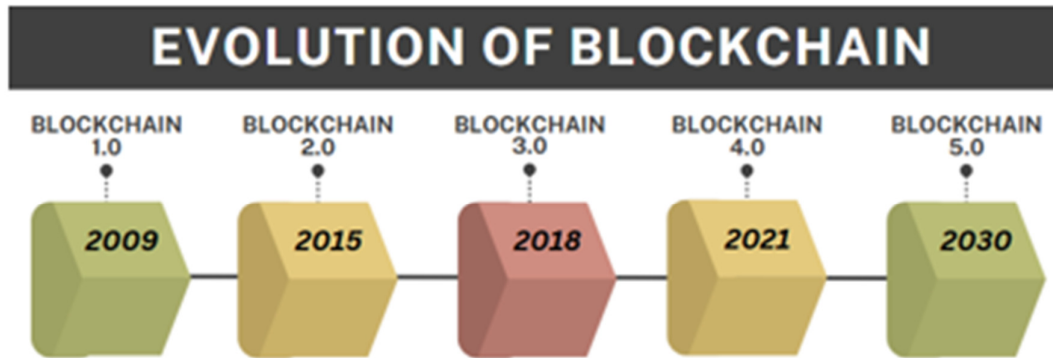 EVOLUTION OF BLOCKCHAIN
BLOCKCHAIN
1.0
BLOCKCHAIN
2.0
BLOCKCHAIN
3.0
BLOCKCHAIN
4.0
BLOCKCHAIN
5.0
2009
2015
2018
2021
2030